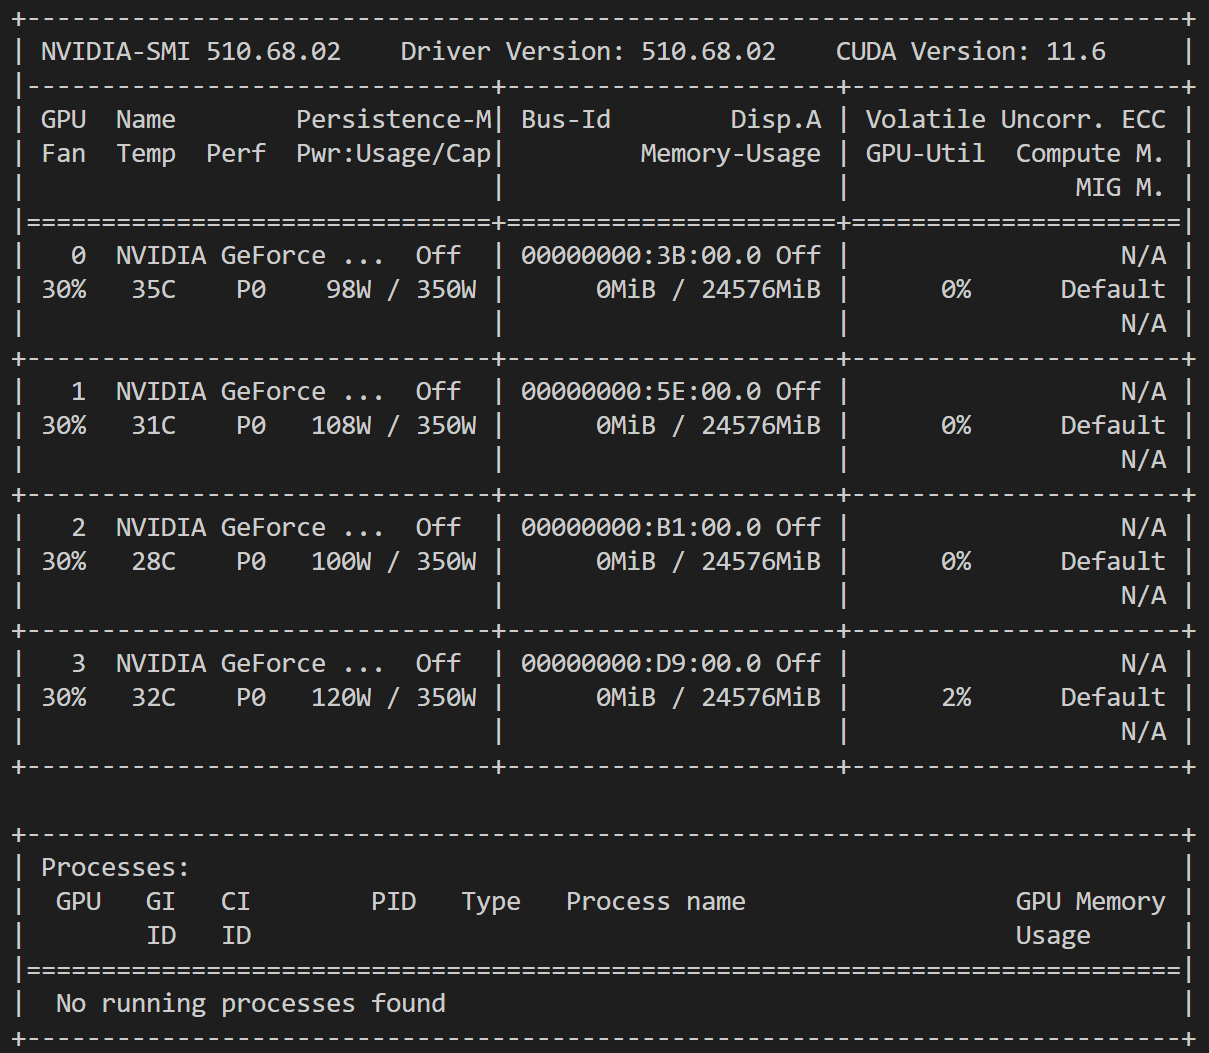 +-----------------------------------------------------------------------------+
| NVIDIA-SMI 510.68.02    Driver Version: 510.68.02    CUDA Version: 11.6     |
|-------------------------------+----------------------+----------------------+
| GPU  Name        Persistence-M| Bus-Id        Disp.A | Volatile Uncorr. ECC |
| Fan  Temp  Perf  Pwr:Usage/Cap|         Memory-Usage | GPU-Util  Compute M. |
|                               |                      |               MIG M. |
|===============================+======================+======================|
|   0  NVIDIA GeForce ...  Off  | 00000000:3B:00.0 Off |                  N/A |
| 30%   35C    P0    98W / 350W |      0MiB / 24576MiB |      0%      Default |
|                               |                      |                  N/A |
+-------------------------------+----------------------+----------------------+
|   1  NVIDIA GeForce ...  Off  | 00000000:5E:00.0 Off |                  N/A |
| 30%   31C    P0   108W / 350W |      0MiB / 24576MiB |      0%      Default |
|                               |                      |                  N/A |
+-------------------------------+----------------------+----------------------+
|   2  NVIDIA GeForce ...  Off  | 00000000:B1:00.0 Off |                  N/A |
| 30%   28C    P0   100W / 350W |      0MiB / 24576MiB |      0%      Default |
|                               |                      |                  N/A |
+-------------------------------+----------------------+----------------------+
|   3  NVIDIA GeForce ...  Off  | 00000000:D9:00.0 Off |                  N/A |
| 30%   32C    P0   120W / 350W |      0MiB / 24576MiB |      2%      Default |
|                               |                      |                  N/A |
+-------------------------------+----------------------+----------------------+

+-----------------------------------------------------------------------------+
| Processes:                                                                  |
|  GPU   GI   CI        PID   Type   Process name                  GPU Memory |
|        ID   ID                                                   Usage      |
|=============================================================================|
|  No running processes found                                                 |
+-----------------------------------------------------------------------------+